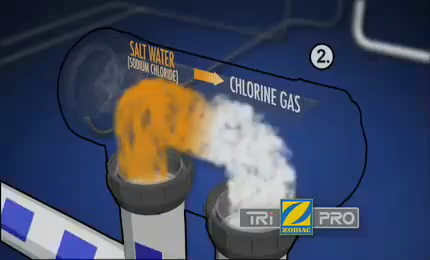 SALT WATER
(SODIUM CHLORIDE)
CHLORINE GAS
2.
TRi ZODIAC PRO